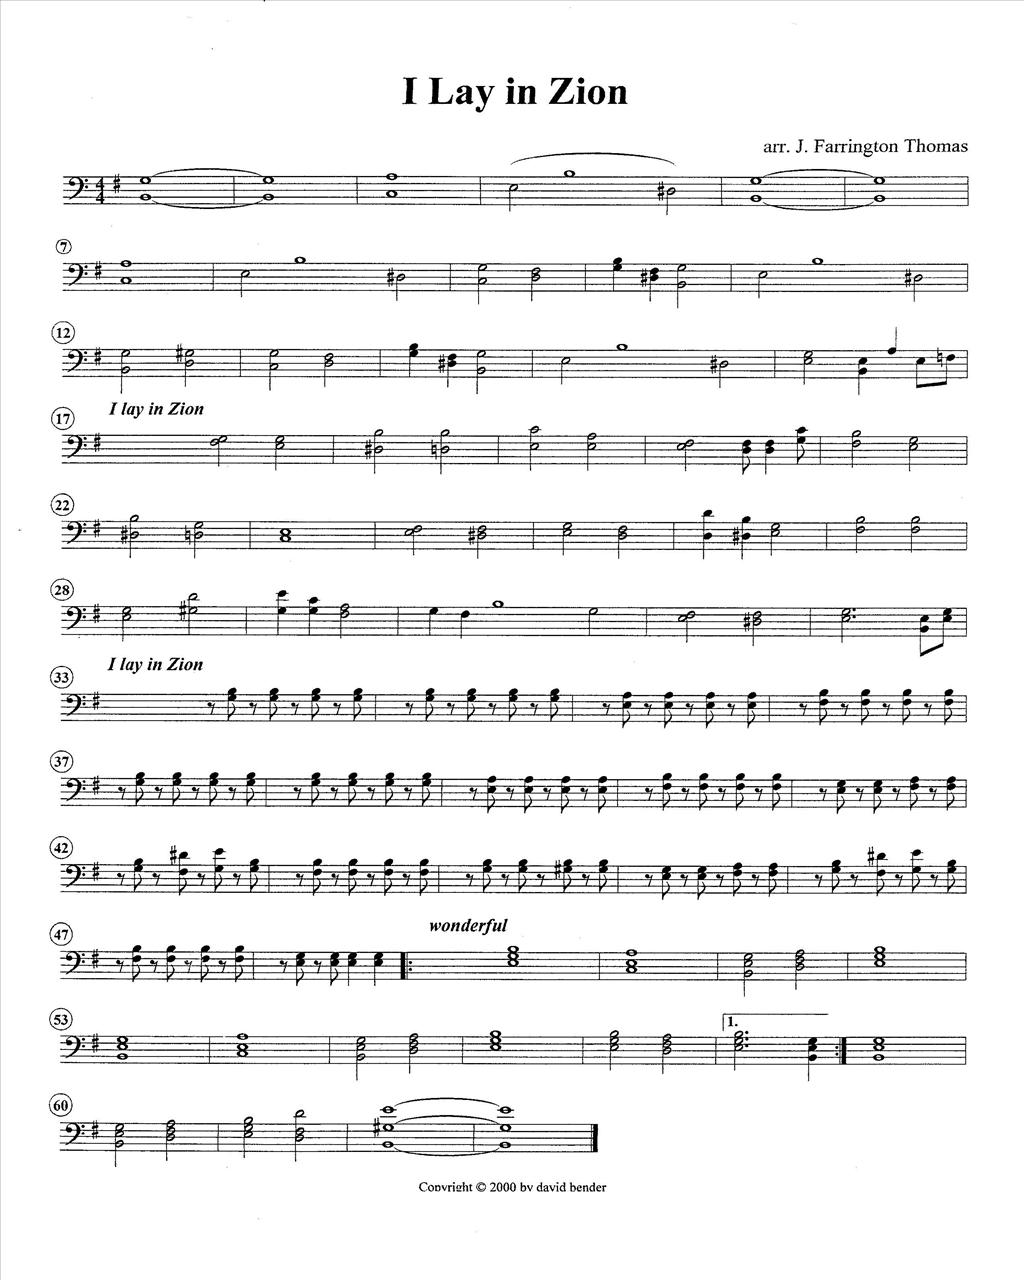 I Lay in Zion
arr. J. Farrington Thomas
4
4
7
12
I lay in Zion
17
22
28
I lay in Zion
33
37
42
wonderful
47
53
1.
60
Copyright © 2000 by david bender